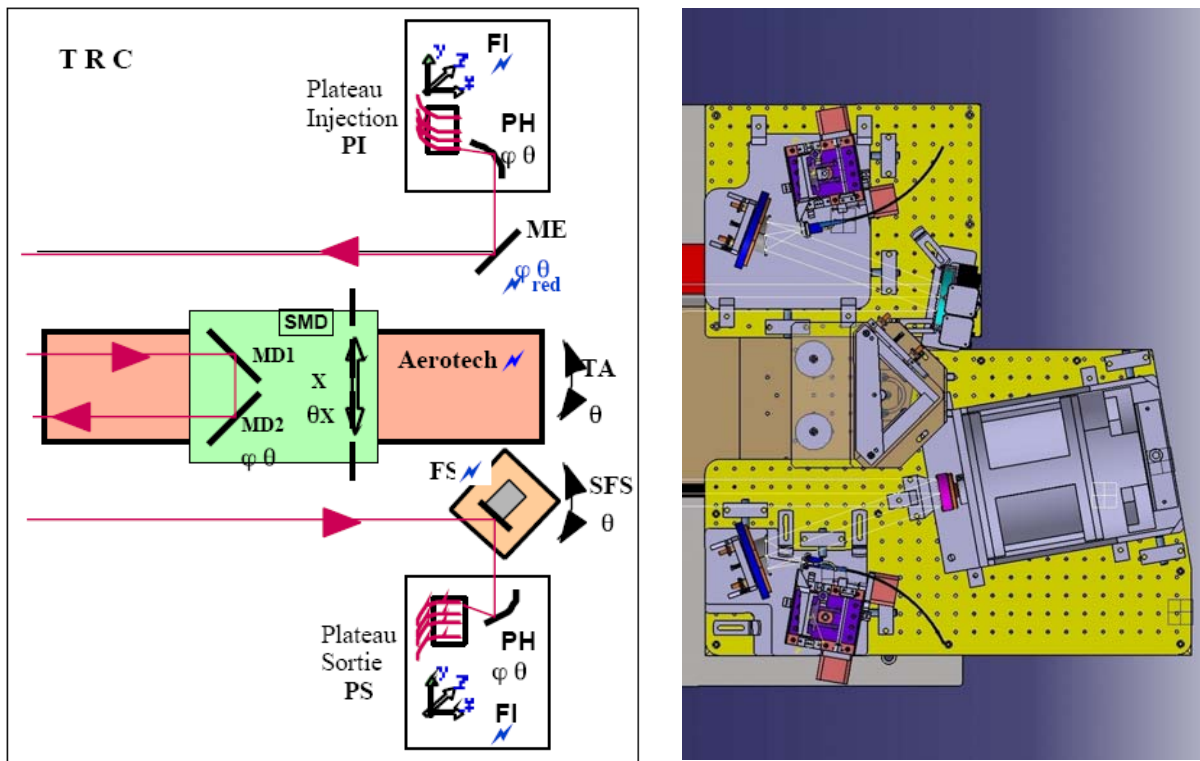 T R C
FI
y
z
x
Plateau
Injection
PI
PH
φ θ
ME
φ θ
red
SMD
MD1
X
Aerotech
TA
θX
θ
MD2
φ θ
FS
SFS
θ
Plateau
Sortie
PS
PH
φ θ
y
z
x
FI